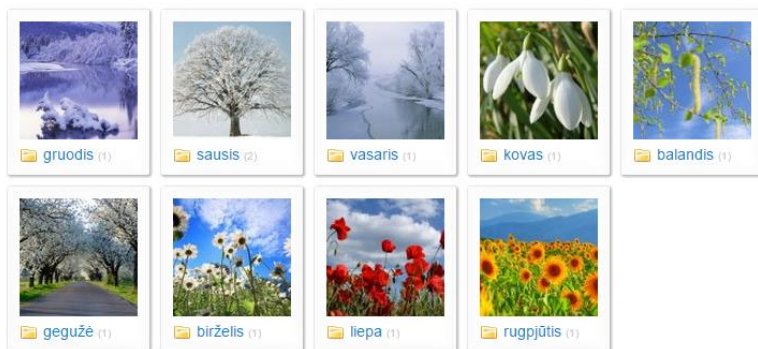 gruodis (1) sausis (2) vasaris (1) kovas (1) balandis (1)
gegužė (1) birželis (1) liepa (1) rugpjūtis (1)